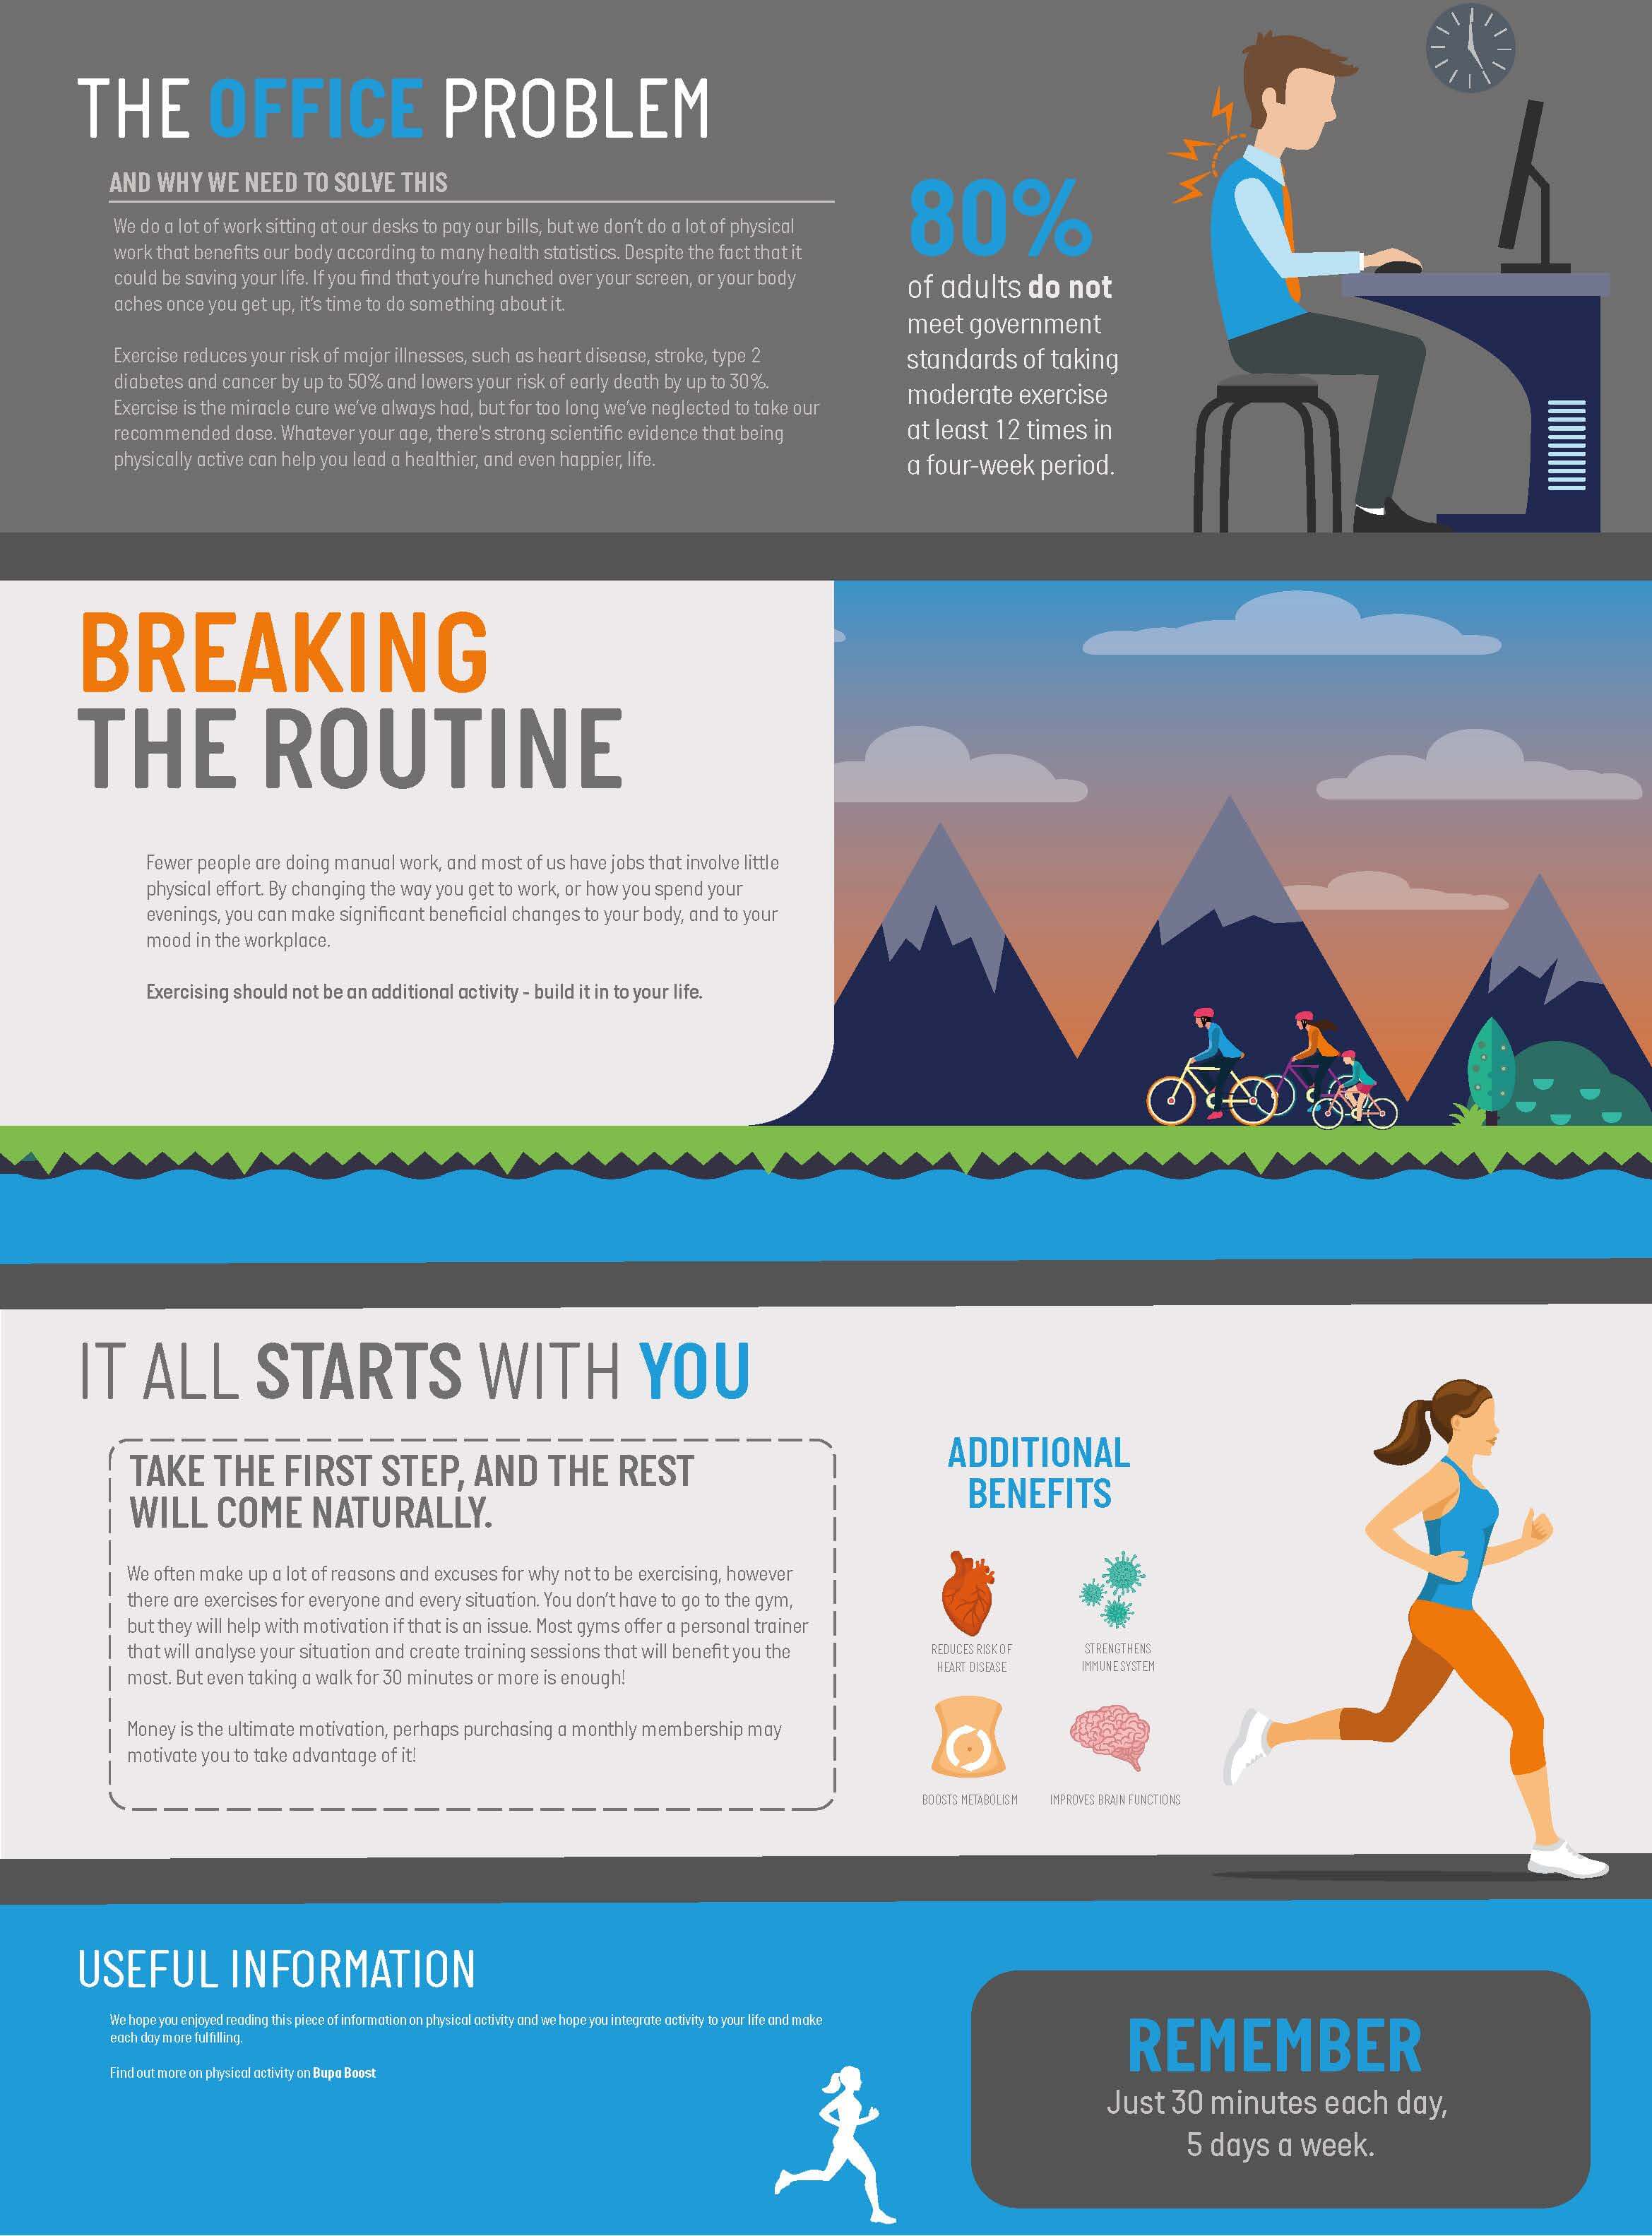 THE OFFICE PROBLEM
AND WHY WE NEED TO SOLVE THIS
We do a lot of work sitting at our desks to pay our bills, but we don't do a lot of physical
work that benefits our body according to many health statistics. Despite the fact that it
could be saving your life. If you find that you're hunched over your screen, or your body
aches once you get up, it's time to do something about it.
Exercise reduces your risk of major illnesses, such as heart disease, stroke, type 2
diabetes and cancer by up to 50% and lowers your risk of early death by up to 30%.
Exercise is the miracle cure we've always had, but for too long we've neglected to take our
recommended dose. Whatever your age, there's strong scientific evidence that being
physically active can help you lead a healthier, and even happier, life.
80%
of adults do not
meet government
standards of taking
moderate exercise
at least 12 times in
a four-week period.
BREAKING
THE ROUTINE
Fewer people are doing manual work, and most of us have jobs that involve little
physical effort. By changing the way you get to work, or how you spend your
evenings, you can make significant beneficial changes to your body, and to your
mood in the workplace.
Exercising should not be an additional activity - build it in to your life.
IT ALL STARTS WITH YOU
TAKE THE FIRST STEP, AND THE REST
WILL COME NATURALLY.
We often make up a lot of reasons and excuses for why not to be exercising, however
there are exercises for everyone and every situation. You don't have to go to the gym,
but they will help with motivation if that is an issue. Most gyms offer a personal trainer
that will analyse your situation and create training sessions that will benefit you the
most. But even taking a walk for 30 minutes or more is enough!
Money is the ultimate motivation, perhaps purchasing a monthly membership may
motivate you to take advantage of it!
ADDITIONAL
BENEFITS
REDUCES RISK OF
HEART DISEASE
STRENGTHENS
IMMUNE SYSTEM
BOOSTS METABOLISM
IMPROVES BRAIN FUNCTIONS
USEFUL INFORMATION
We hope you enjoyed reading this piece of information on physical activity and we hope you integrate activity to your life and make
each day more fulfilling.
Find out more on physical activity on Bupa Boost
REMEMBER
Just 30 minutes each day,
5 days a week.